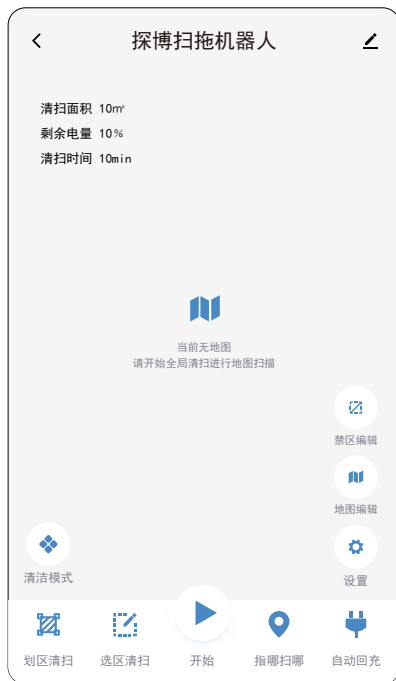 探博扫拖机器人
清扫面积 10㎡
剩余电量 10%
清扫时间 10min
当前无地图
请开始全局清扫进行地图扫描
禁区编辑
地图编辑
清洁模式
设置
划区清扫 选区清扫 开始 指哪扫哪 自动回充